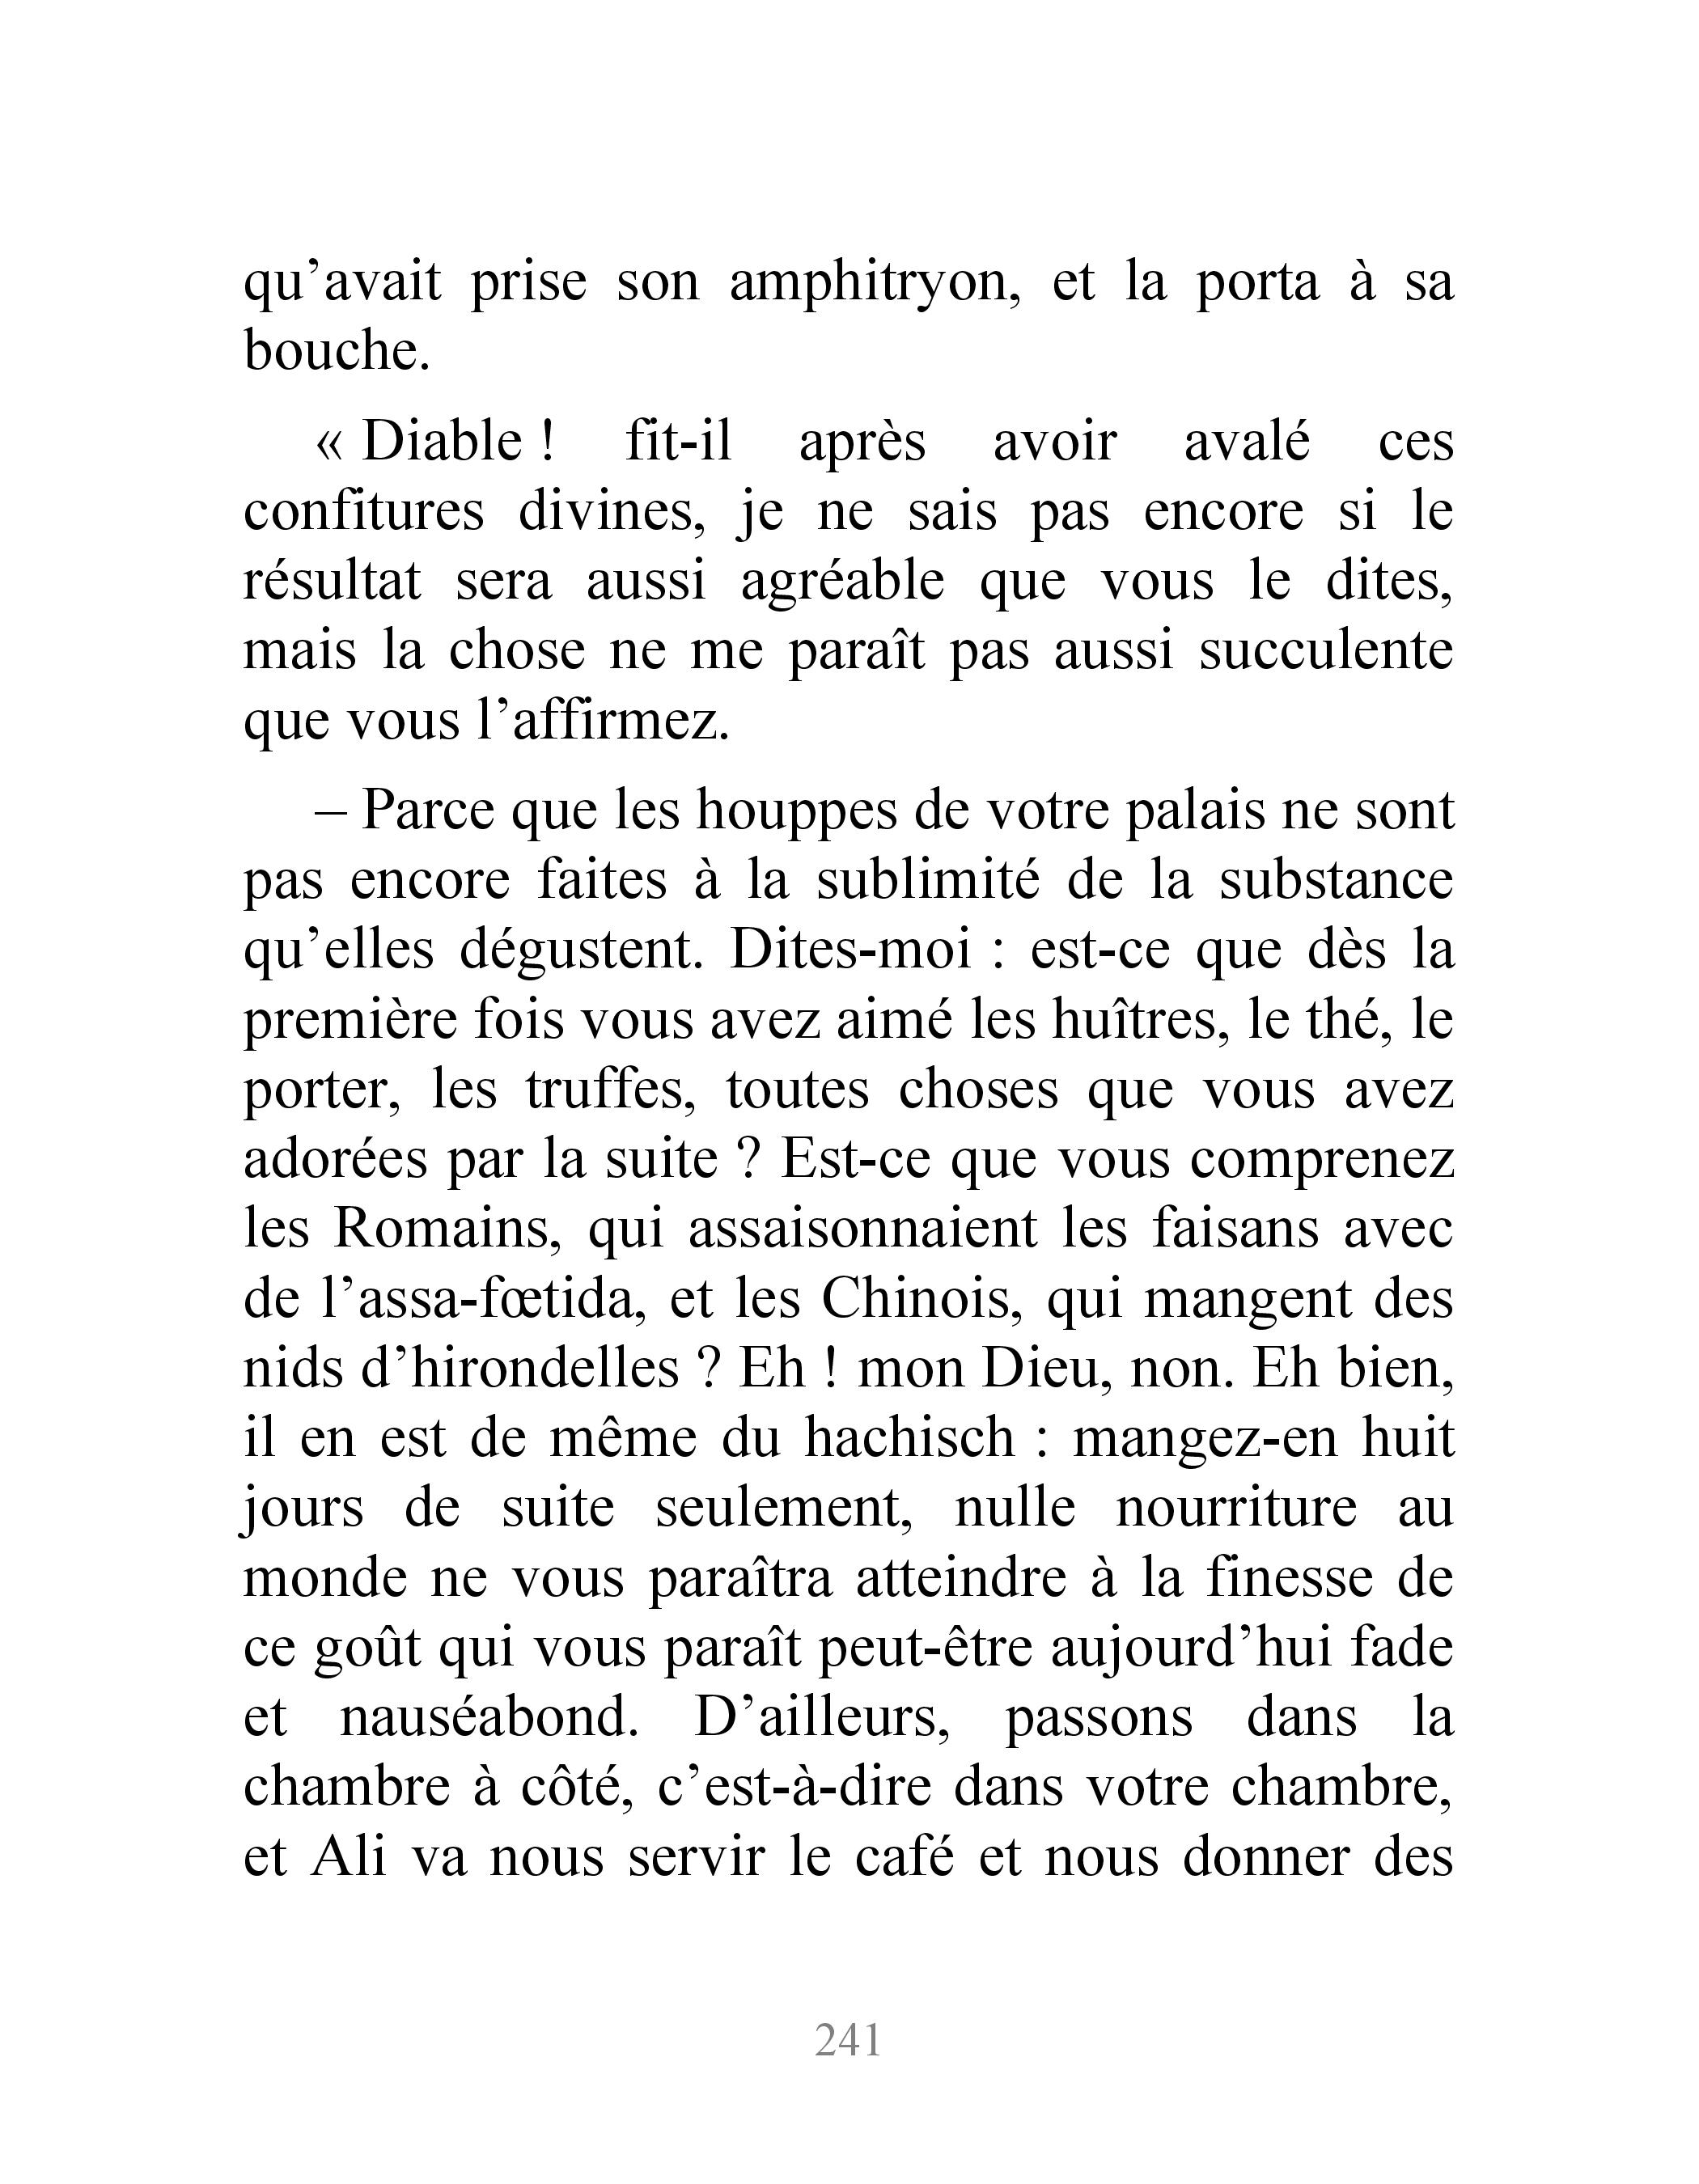 qu’avait prise son amphitryon, et la porta à sa
bouche.
« Diable ! fit-il après avoir avalé ces
confitures divines, je ne sais pas encore si le
résultat sera aussi agréable que vous le dites,
mais la chose ne me paraît pas aussi succulente
que vous l’affirmez.
– Parce que les houppes de votre palais ne sont
pas encore faites à la sublimité de la substance
qu’elles dégustent. Dites-moi : est-ce que dès la
première fois vous avez aimé les huîtres, le thé, le
porter, les truffes, toutes choses que vous avez
adorées par la suite ? Est-ce que vous comprenez
les Romains, qui assaisonnaient les faisans avec
de l’assa-fœtida, et les Chinois, qui mangent des
nids d’hirondelles ? Eh ! mon Dieu, non. Eh bien,
il en est de même du hachisch : mangez-en huit
jours de suite seulement, nulle nourriture au
monde ne vous paraîtra atteindre à la finesse de
ce goût qui vous paraît peut-être aujourd’hui fade
et nauséabond. D’ailleurs, passons dans la
chambre à côté, c’est-à-dire dans votre chambre,
et Ali va nous servir le café et nous donner des
241